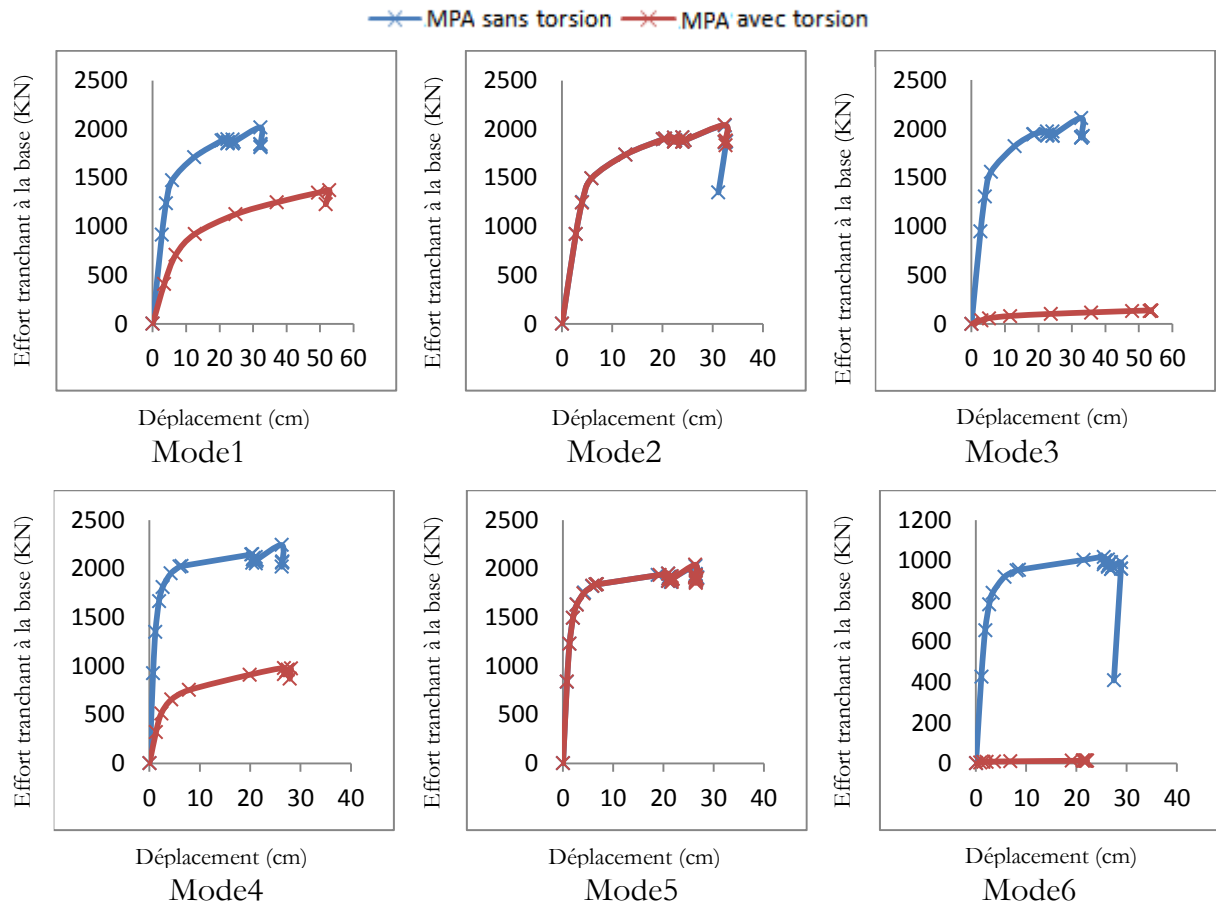 MPA sans torsion MPA avec torsion
Effort tranchant à la base (KN)
2500
2000
1500
1000
500
0
0 10 20 30 40 50 60
Déplacement (cm)
Mode1
Effort tranchant à la base (KN)
2500
2000
1500
1000
500
0
0 10 20 30 40
Déplacement (cm)
Mode2
Effort tranchant à la base (KN)
2500
2000
1500
1000
500
0
0 10 20 30 40 50 60
Déplacement (cm)
Mode3
Effort tranchant à la base (KN)
2500
2000
1500
1000
500
0
0 10 20 30 40
Déplacement (cm)
Mode4
Effort tranchant à la base (KN)
2500
2000
1500
1000
500
0
0 10 20 30 40
Déplacement (cm)
Mode5
Effort tranchant à la base (KN)
1200
1000
800
600
400
200
0
0 10 20 30 40
Déplacement (cm)
Mode6